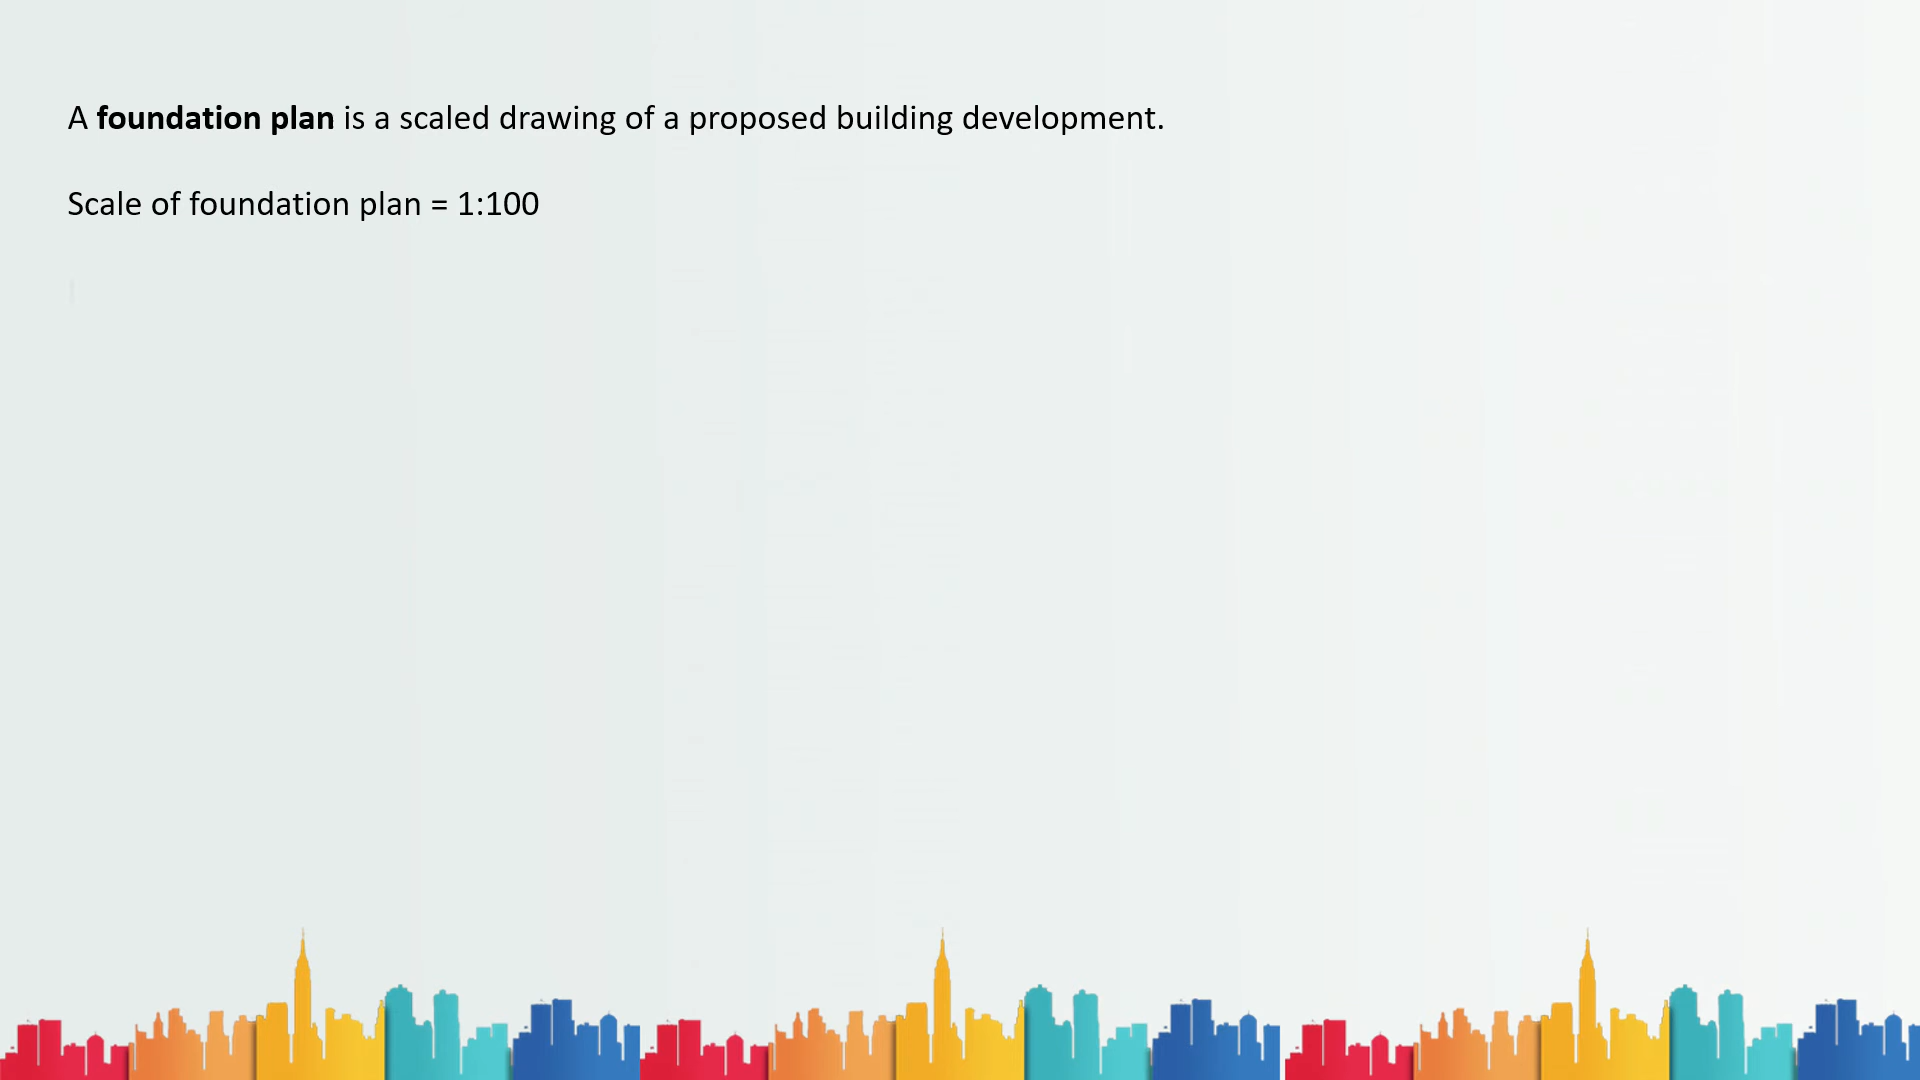 A foundation plan is a scaled drawing of a proposed building development.
Scale of foundation plan = 1:100